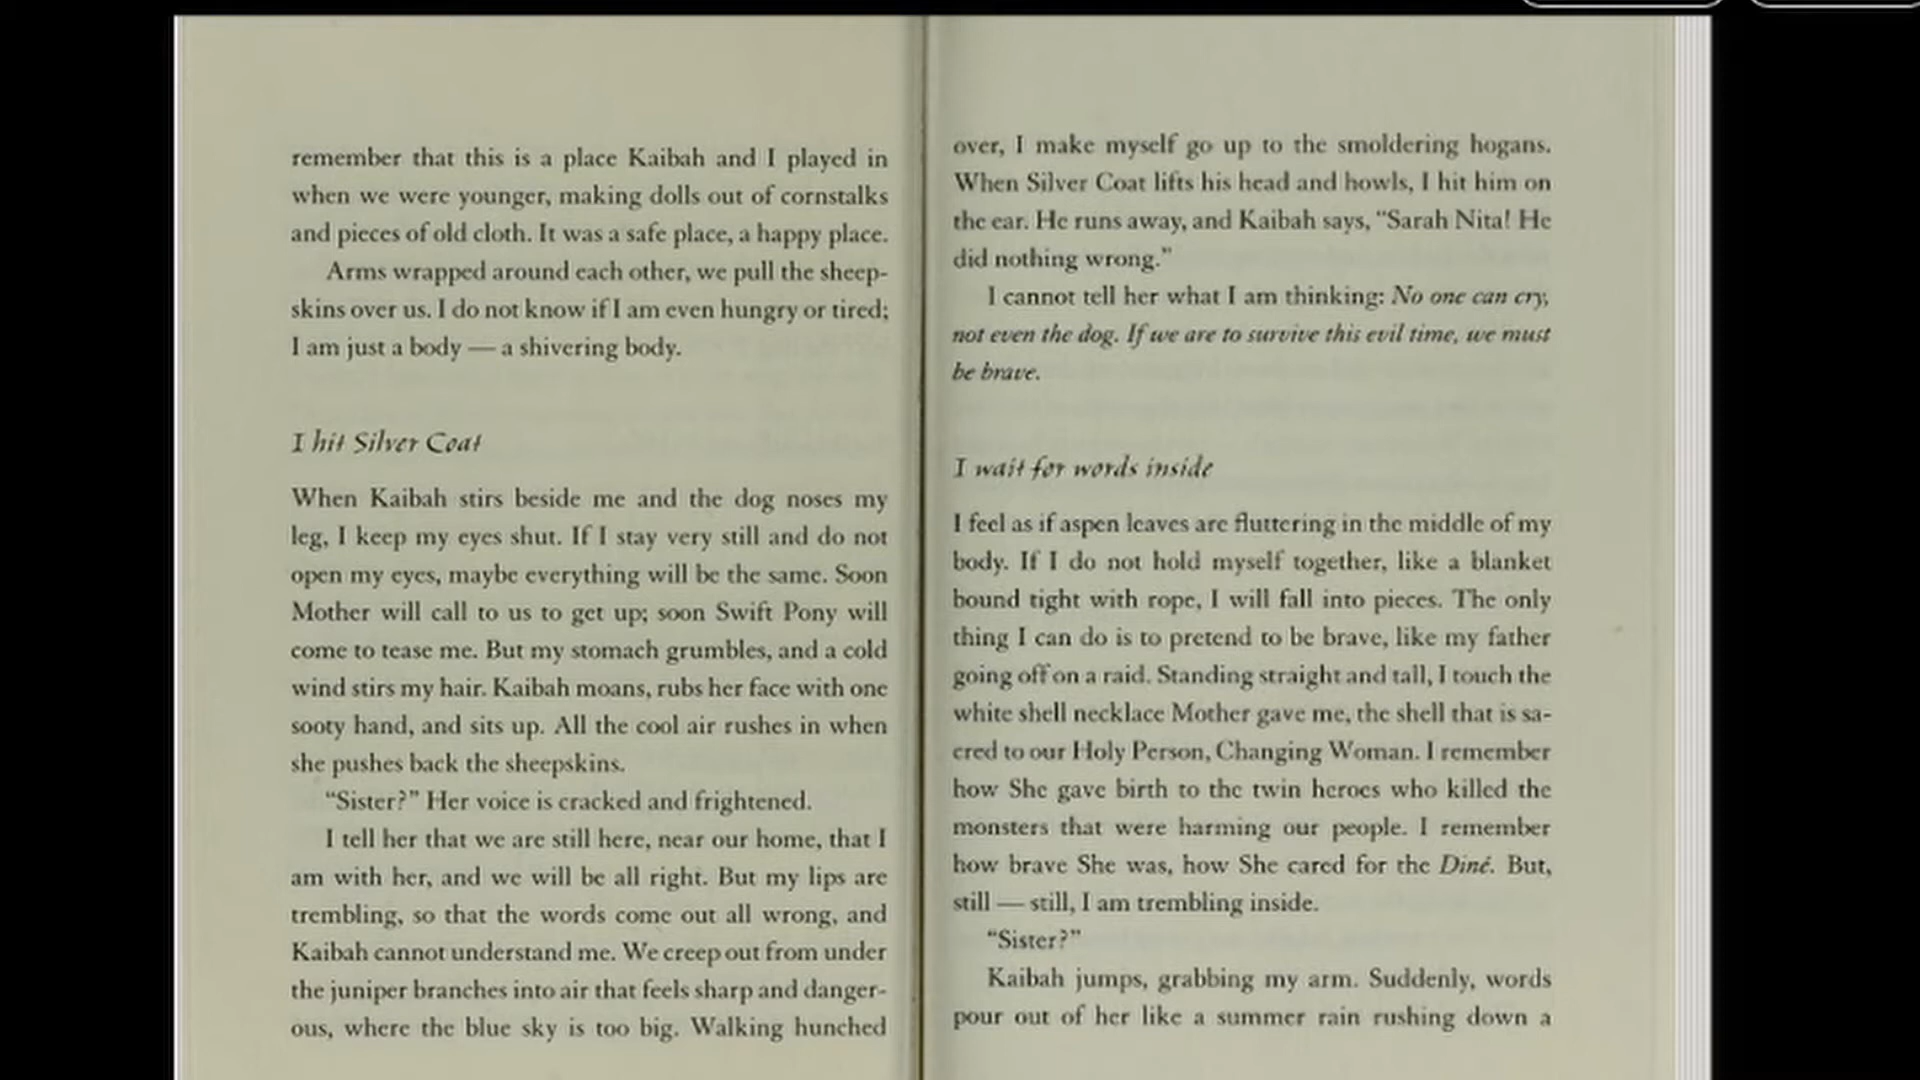 remember that this is a place Kaibah and I played in
when we were younger, making dolls out of cornstalks
and pieces of old cloth. It was a safe place, a happy place.
Arms wrapped around each other, we pull the sheep-
skins over us. I do not know if I am even hungry or tired;
I am just a body — a shivering body.
I hit Silver Coat
When Kaibah stirs beside me and the dog noses my
leg, I keep my eyes shut. If I stay very still and do not
open my eyes, maybe everything will be the same. Soon
Mother will call to us to get up; soon Swift Pony will
come to tease me. But my stomach grumbles, and a cold
wind stirs my hair. Kaibah moans, rubs her face with one
sooty hand, and sits up. All the cool air rushes in when
she pushes back the sheepskins.
“Sister?” Her voice is cracked and frightened.
I tell her that we are still here, near our home, that I
am with her, and we will be all right. But my lips are
trembling, so that the words come out all wrong, and
Kaibah cannot understand me. We creep out from under
the juniper branches into air that feels sharp and danger-
ous, where the blue sky is too big. Walking hunched
over, I make myself go up to the smoldering hogans.
When Silver Coat lifts his head and howls, I hit him on
the ear. He runs away, and Kaibah says, “Sarah Nita! He
did nothing wrong.”
I cannot tell her what I am thinking: No one can cry,
not even the dog. If we are to survive this evil time, we must
be brave.
I wait for words inside
I feel as if aspen leaves are fluttering in the middle of my
body. If I do not hold myself together, like a blanket
bound tight with rope, I will fall into pieces. The only
thing I can do is to pretend to be brave, like my father
going off on a raid. Standing straight and tall, I touch the
white shell necklace Mother gave me, the shell that is sa-
cred to our Holy Person, Changing Woman. I remember
how She gave birth to the twin heroes who killed the
monsters that were harming our people. I remember
how brave She was, how She cared for the Diné. But,
still — still, I am trembling inside.
“Sister?”
Kaibah jumps, grabbing my arm. Suddenly, words
pour out of her like a summer rain rushing down a